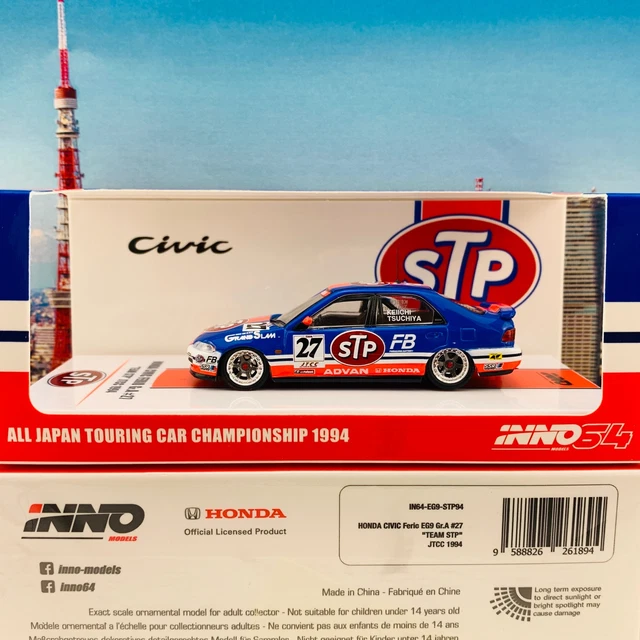 Civic
STP
KEIICHI
TSUCHIYA
GRAND SLAM
27
STP
FB
FB
JTCC
ADVAN
HONDA
STP
ALL JAPAN TOURING CAR CHAMPIONSHIP 1994
INNO64
MODELS
INNO
MODELS
HONDA
Official Licensed Product
IN64-EG9-STP94
HONDA CIVIC Ferio EG9 Gr.A #27
"TEAM STP"
JTCC 1994
9 588826 261894
inno-models
inno64
Made in China - Fabriqué en Chine
Long term exposure
to direct sunlight or
bright spotlight may
cause damage
Exact scale ornamental model for adult collector - Not suitable for children under 14 years old
Modèle ornemental a l'échelle pour collectionneurs adultes - Ne convient pas aux enfants de moins de 14 ans